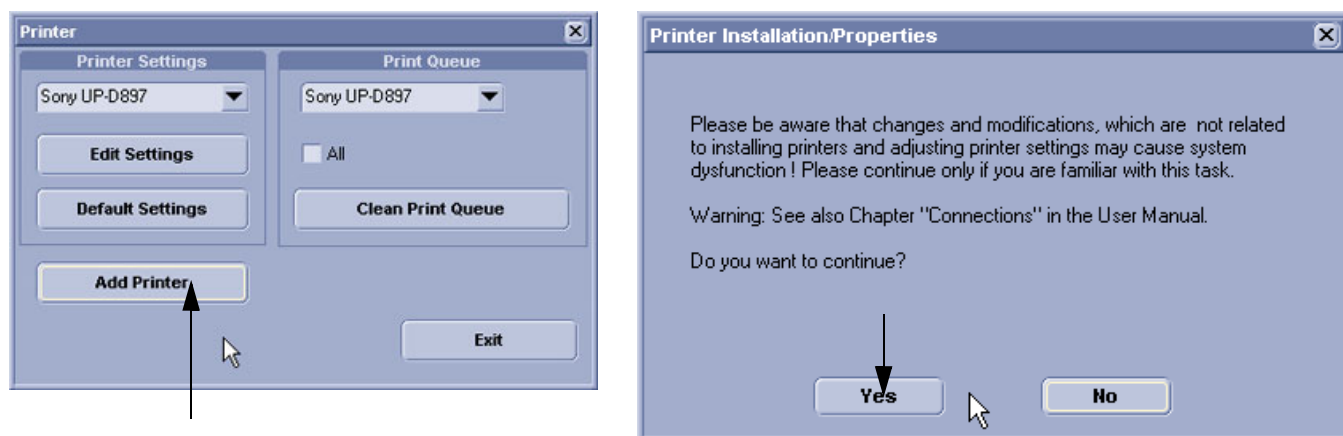 Printer
Printer Settings
Print Queue
Sony UP-D897
Sony UP-D897
Edit Settings
All
Default Settings
Clean Print Queue
Add Printer
Exit
Printer Installation/Properties
Please be aware that changes and modifications, which are not related
to installing printers and adjusting printer settings may cause system
dysfunction ! Please continue only if you are familiar with this task.
Warning: See also Chapter "Connections" in the User Manual.
Do you want to continue?
Yes
No